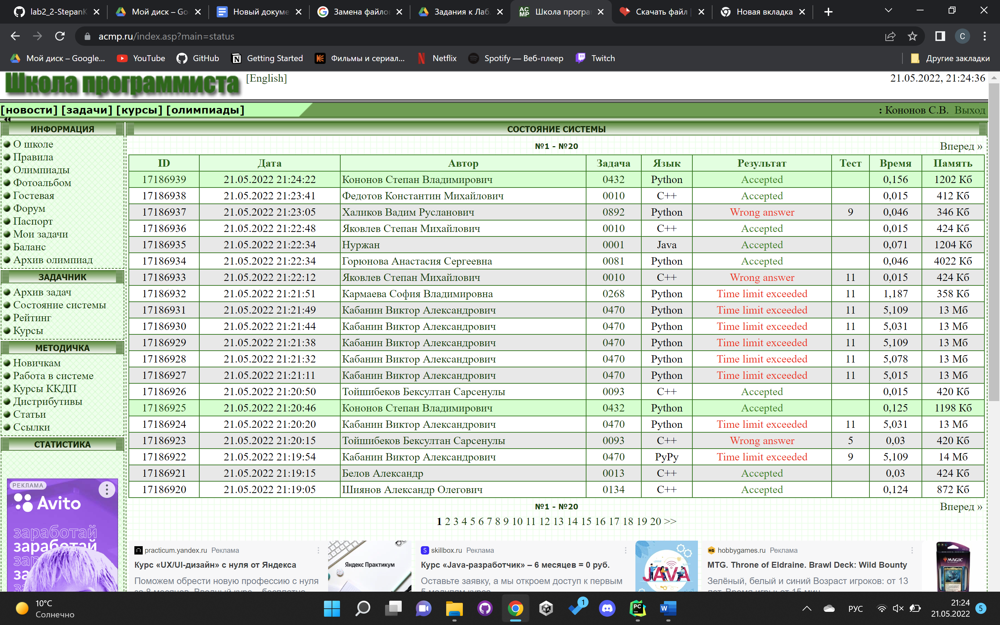 lab2_2-StepanK
Мой диск – Go
Новый докуме
Замена файлов
Задания к Лаб.
Школа програ
Скачать файл |
Новая вкладка
acmp.ru/index.asp?main=status
C
Мой диск – Google...
YouTube
GitHub
Getting Started
Фильмы и сериал...
Netflix
Spotify — Веб-плеер
Twitch
Другие закладки
Школа программиста
[English]
21.05.2022, 21:24:36
[новости] [задачи] [курсы] [олимпиады]
: Кононов С.В. Выход
ИНФОРМАЦИЯ
О школе
Правила
Олимпиады
Фотоальбом
Гостевая
Форум
Паспорт
Мои задачи
Баланс
Архив олимпиад
ЗАДАЧНИК
Архив задач
Состояние системы
Рейтинг
Курсы
МЕТОДИЧКА
Новичкам
Работа в системе
Курсы ККДП
Дистрибутивы
Статьи
Ссылки
СТАТИСТИКА
РЕКЛАМА
Avito
заработай
заработай
СОСТОЯНИЕ СИСТЕМЫ
№1 - №20
Вперед »
ID Дата Автор Задача Язык Результат Тест Время Память
17186939 21.05.2022 21:24:22 Кононов Степан Владимирович 0432 Python Accepted 0,156 1202 Кб
17186938 21.05.2022 21:23:41 Федотов Константин Михайлович 0010 C++ Accepted 0,015 412 Кб
17186937 21.05.2022 21:23:05 Халиков Вадим Русланович 0892 Python Wrong answer 9 0,046 346 Кб
17186936 21.05.2022 21:22:48 Яковлев Степан Михайлович 0010 C++ Accepted 0,015 424 Кб
17186935 21.05.2022 21:22:34 Нуржан 0001 Java Accepted 0,071 1204 Кб
17186934 21.05.2022 21:22:34 Горюнова Анастасия Сергеевна 0081 Python Accepted 0,046 4022 Кб
17186933 21.05.2022 21:22:12 Яковлев Степан Михайлович 0010 C++ Wrong answer 11 0,015 424 Кб
17186932 21.05.2022 21:21:51 Кармаева София Владимировна 0268 Python Time limit exceeded 11 1,187 358 Кб
17186931 21.05.2022 21:21:49 Кабанин Виктор Александрович 0470 Python Time limit exceeded 11 5,109 13 Мб
17186930 21.05.2022 21:21:44 Кабанин Виктор Александрович 0470 Python Time limit exceeded 11 5,031 13 Мб
17186929 21.05.2022 21:21:38 Кабанин Виктор Александрович 0470 Python Time limit exceeded 11 5,109 13 Мб
17186928 21.05.2022 21:21:32 Кабанин Виктор Александрович 0470 Python Time limit exceeded 11 5,078 13 Мб
17186927 21.05.2022 21:21:11 Кабанин Виктор Александрович 0470 Python Time limit exceeded 11 5,015 13 Мб
17186926 21.05.2022 21:20:50 Тойшибеков Бексултан Сарсенулы 0093 C++ Accepted 0,015 420 Кб
17186925 21.05.2022 21:20:46 Кононов Степан Владимирович 0432 Python Accepted 0,125 1198 Кб
17186924 21.05.2022 21:20:20 Кабанин Виктор Александрович 0470 Python Time limit exceeded 11 5,031 13 Мб
17186923 21.05.2022 21:20:15 Тойшибеков Бексултан Сарсенулы 0093 C++ Wrong answer 5 0,03 420 Кб
17186922 21.05.2022 21:19:54 Кабанин Виктор Александрович 0470 PyPy Time limit exceeded 9 5,109 14 Мб
17186921 21.05.2022 21:19:15 Белов Александр 0013 C++ Accepted 0,03 424 Кб
17186920 21.05.2022 21:19:05 Шиянов Александр Олегович 0134 C++ Accepted 0,124 872 Кб
№1 - №20
Вперед »
1 2 3 4 5 6 7 8 9 10 11 12 13 14 15 16 17 18 19 20 >>
practicum.yandex.ru Реклама
Курс «UX/UI-дизайн» с нуля от Яндекса
Поможем обрести новую профессию с нуля
Яндекс Практикум
skillbox.ru Реклама
Курс «Java-разработчик» – 6 месяцев = 0 руб.
Оставьте заявку, а мы откроем доступ к первым
JAVA
hobbygames.ru Реклама
MTG. Throne of Eldraine. Brawl Deck: Wild Bounty
Зелёный, белый и синий Возраст игроков: от 13
MAGIC
10°C
Солнечно
1
РУС
21:24
21.05.2022
5